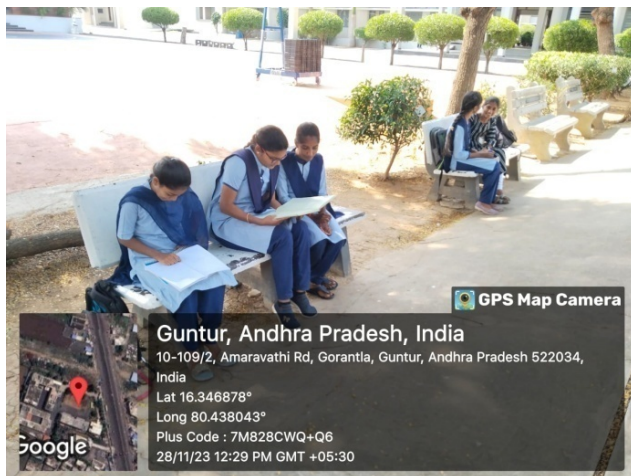 GPS Map Camera
Guntur, Andhra Pradesh, India
10-109/2, Amaravathi Rd, Gorantla, Guntur, Andhra Pradesh 522034,
India
Lat 16.346878°
Long 80.438043°
Plus Code : 7M828CWQ+Q6
28/11/23 12:29 PM GMT +05:30
Google